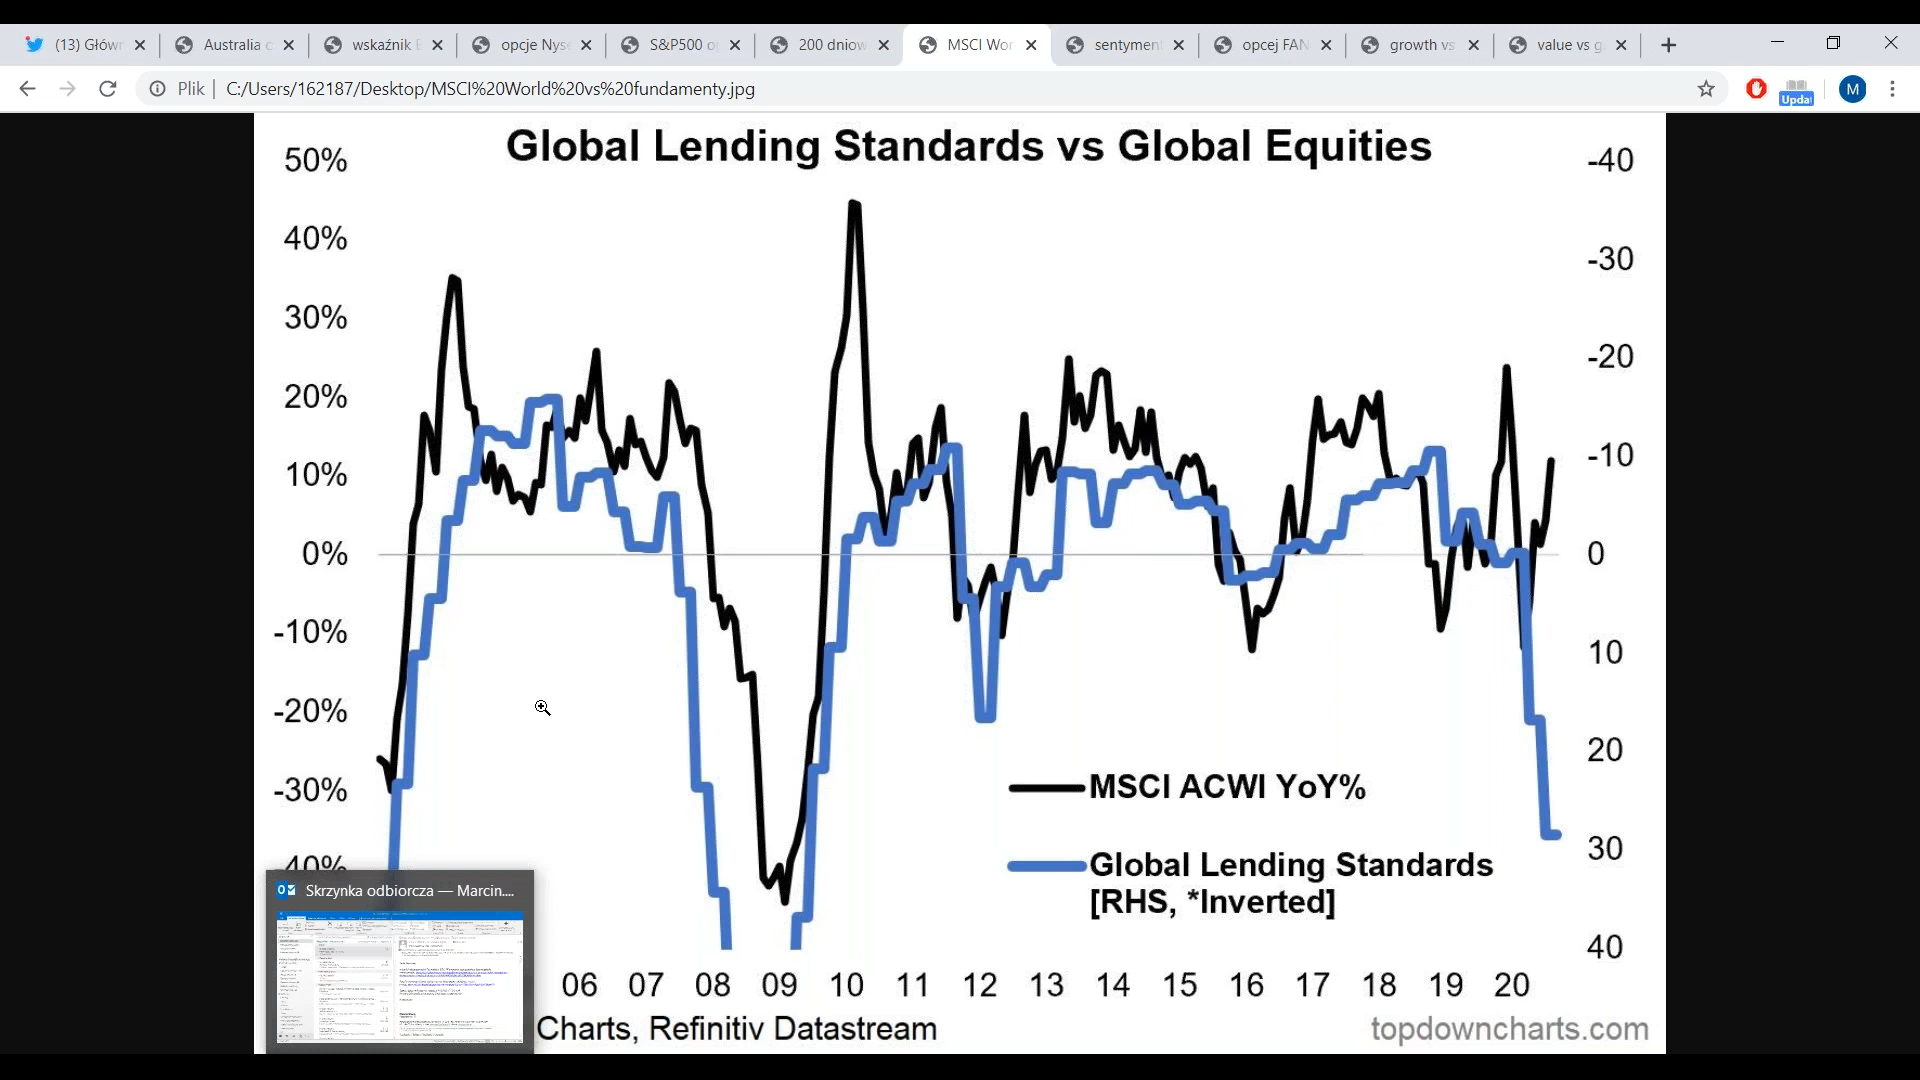 (13) Głów
Australia c
wskaźnik
opcje Nys
S&P500 o
200 dniow
MSCI Wor
sentymen
opcej FAN
growth vs
value vs g
Plik
C:/Users/162187/Desktop/MSCI%20World%20vs%20fundamenty.jpg
Updat
M
Global Lending Standards vs Global Equities
50%
40%
30%
20%
10%
0%
-10%
-20%
-30%
-40
-30
-20
-10
0
10
20
30
40
MSCI ACWI YoY%
Global Lending Standards
[RHS, *Inverted]
Skrzynka odbiorcza — Marcin....
06 07 08 09 10 11 12 13 14 15 16 17 18 19 20
Charts, Refinitiv Datastream
topdowncharts.com